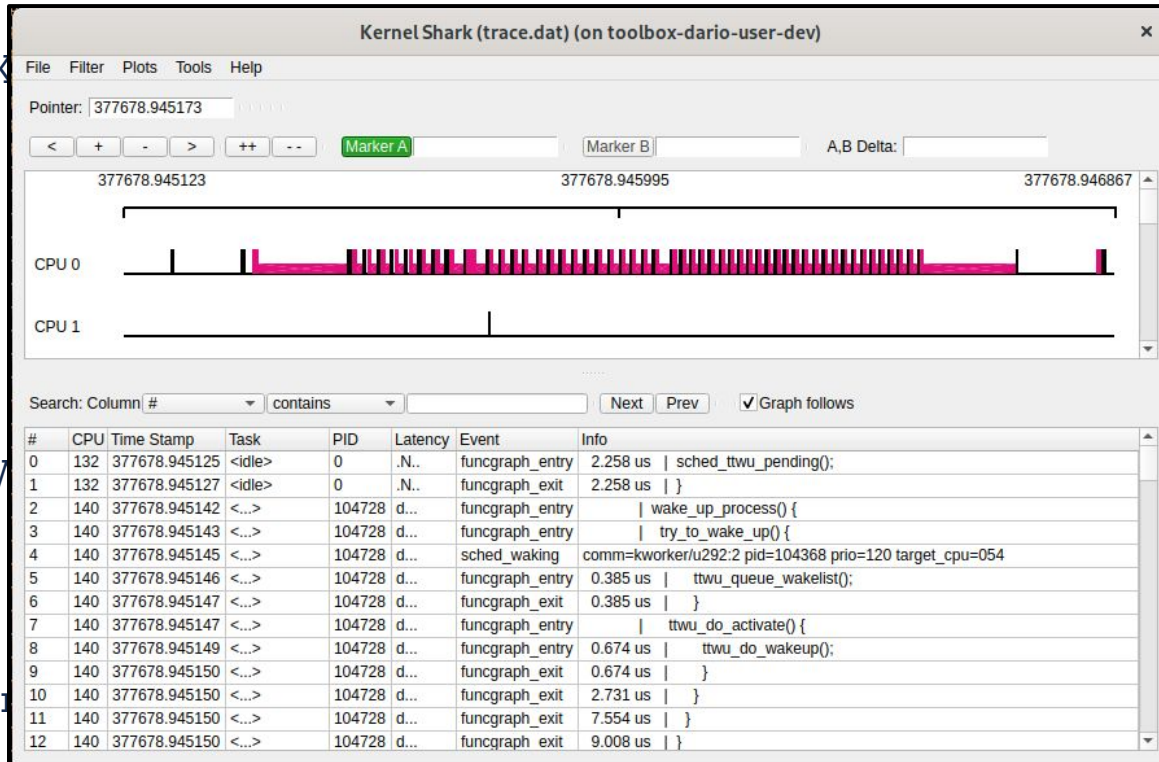 Kernel Shark (trace.dat) (on toolbox-dario-user-dev) ×
File Filter Plots Tools Help
Pointer: 377678.945173
< + - > ++ - - Marker A Marker B A,B Delta:
377678.945123 377678.945995 377678.946867
CPU 0
CPU 1
Search: Column # contains Next Prev Graph follows
# CPU Time Stamp Task PID Latency Event Info
0 132 377678.945125 <idle> 0 .N.. funcgraph_entry 2.258 us | sched_ttwu_pending();
1 132 377678.945127 <idle> 0 .N.. funcgraph_exit 2.258 us | }
2 140 377678.945142 <...> 104728 d... funcgraph_entry | wake_up_process() {
3 140 377678.945143 <...> 104728 d... funcgraph_entry | try_to_wake_up() {
4 140 377678.945145 <...> 104728 d... sched_waking comm=kworker/u292:2 pid=104368 prio=120 target_cpu=054
5 140 377678.945146 <...> 104728 d... funcgraph_entry 0.385 us | ttwu_queue_wakelist();
6 140 377678.945147 <...> 104728 d... funcgraph_exit 0.385 us | }
7 140 377678.945147 <...> 104728 d... funcgraph_entry | ttwu_do_activate() {
8 140 377678.945149 <...> 104728 d... funcgraph_entry 0.674 us | ttwu_do_wakeup();
9 140 377678.945150 <...> 104728 d... funcgraph_exit 0.674 us | }
10 140 377678.945150 <...> 104728 d... funcgraph_exit 2.731 us | }
11 140 377678.945150 <...> 104728 d... funcgraph_exit 7.554 us | }
12 140 377678.945150 <...> 104728 d... funcgraph_exit 9.008 us | }